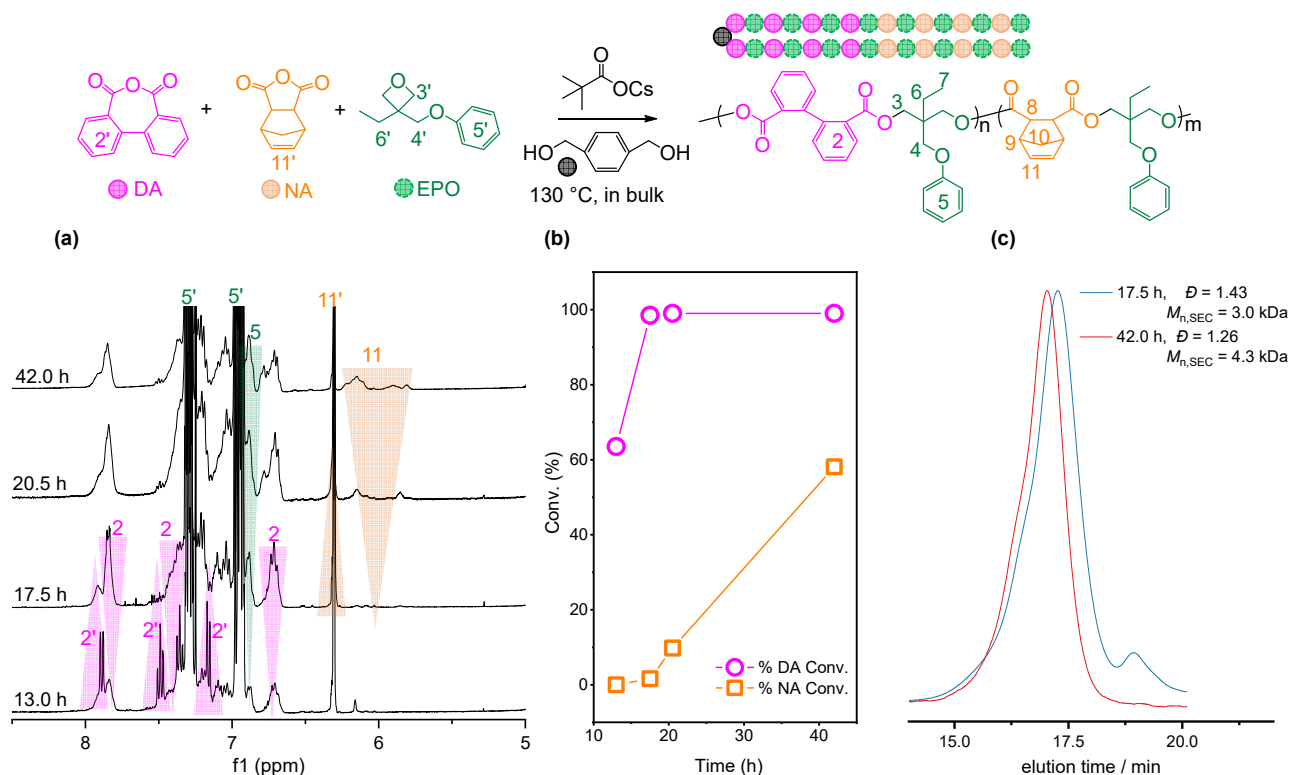 O O O
+
2'
DA
O O O
+
11'
NA
O
3'
6'
4'
O
5'
EPO
O
OCs
HO
OH
130 °C, in bulk
O
O
2
O
O
3
6
7
4
O
5
O
n
O
8
9
10
11
O
O
O
O
m
(a)
(b)
(c)
5'
5'
5
11'
11
42.0 h
20.5 h
2
2
2
17.5 h
2'
2'
2'
13.0 h
8
7
6
5
f1 (ppm)
100
80
60
40
20
0
Conv. (%)
% DA Conv.
% NA Conv.
10
20
30
40
Time (h)
17.5 h, Đ = 1.43
Mn,SEC = 3.0 kDa
42.0 h, Đ = 1.26
Mn,SEC = 4.3 kDa
15.0
17.5
20.0
elution time / min